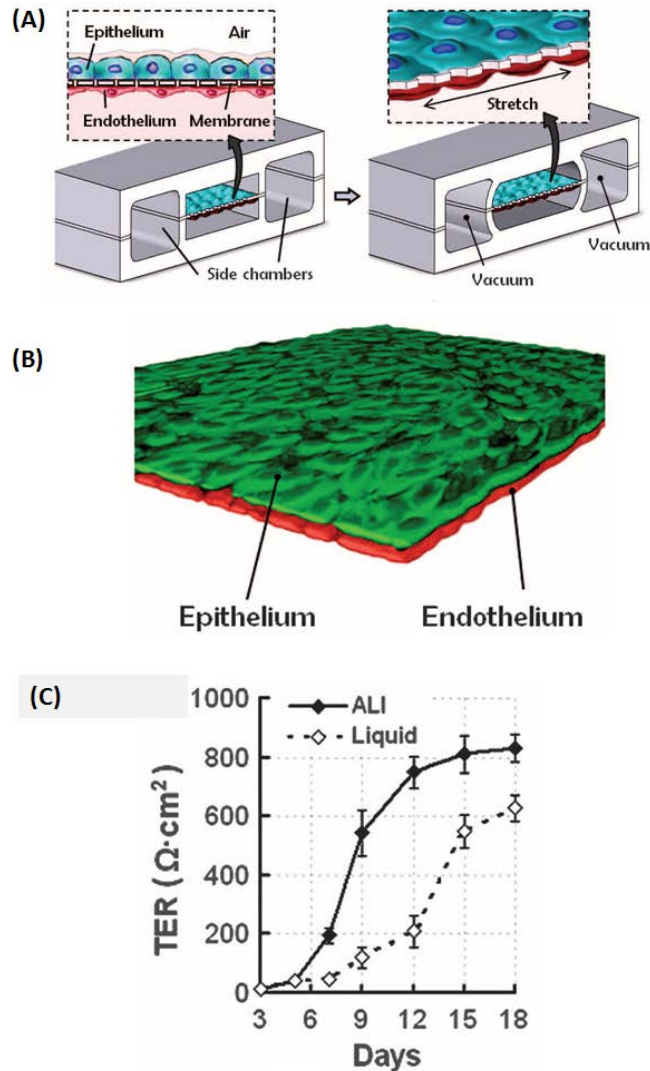 (A)
Epithelium
Air
Endothelium
Membrane
Stretch
Side chambers
Vacuum
Vacuum
(B)
Epithelium
Endothelium
(C)
1000
800
600
400
200
0
TER (Ω·cm²)
ALI
Liquid
3 6 9 12 15 18
Days